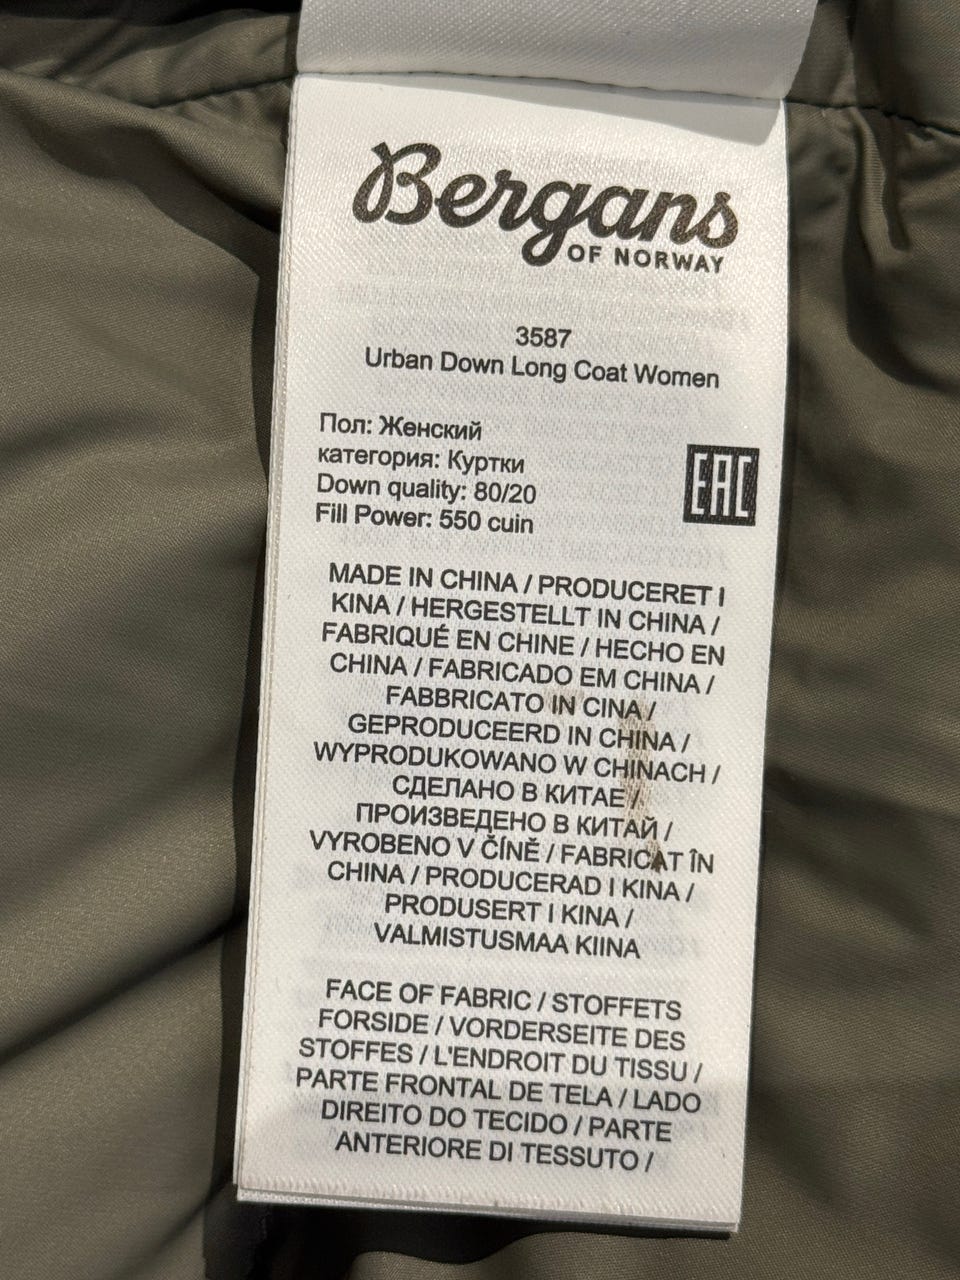 Bergans
OF NORWAY
3587
Urban Down Long Coat Women
Пол: Женский
категория: Куртки
Down quality: 80/20
Fill Power: 550 cuin
EAC
MADE IN CHINA / PRODUCERET I
KINA / HERGESTELLT IN CHINA /
FABRIQUÉ EN CHINE / HECHO EN
CHINA / FABRICADO EM CHINA /
FABBRICATO IN CINA /
GEPRODUCEERD IN CHINA /
WYPRODUKOWANO W CHINACH /
СДЕЛАНО В КИТАЕ /
ПРОИЗВЕДЕНО В КИТАЙ /
VYROBENO V ČÍNĚ / FABRICAT ÎN
CHINA / PRODUCERAD I KINA /
PRODUSERT I KINA /
VALMISTUSMAA KIINA
FACE OF FABRIC / STOFFETS
FORSIDE / VORDERSEITE DES
STOFFES / L'ENDROIT DU TISSU /
PARTE FRONTAL DE TELA / LADO
DIREITO DO TECIDO / PARTE
ANTERIORE DI TESSUTO /